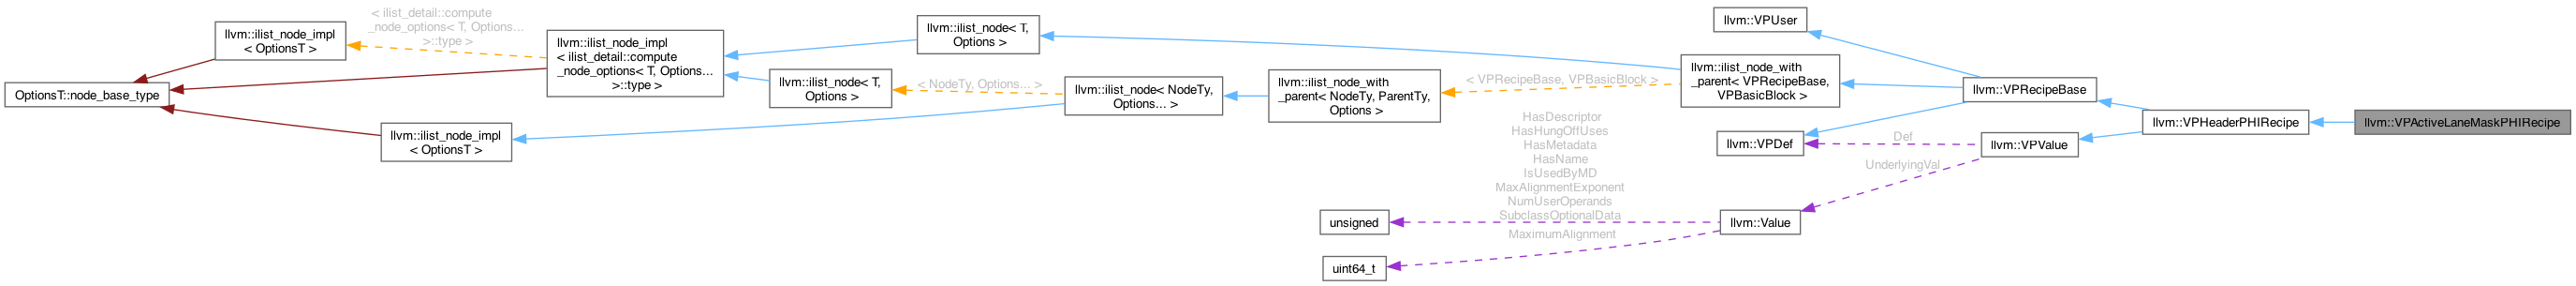 OptionsT::node_base_type
llvm::ilist_node_impl
< OptionsT >
< ilist_detail::compute
_node_options< T, Options...
>::type >
llvm::ilist_node_impl
< ilist_detail::compute
_node_options< T, Options...
>::type >
llvm::ilist_node_impl
< OptionsT >
llvm::ilist_node< T,
Options >
llvm::ilist_node< T,
Options >
< NodeTy, Options... >
llvm::ilist_node< NodeTy,
Options... >
llvm::ilist_node_with
_parent< NodeTy, ParentTy,
Options >
< VPRecipeBase, VPBasicBlock >
llvm::ilist_node_with
_parent< VPRecipeBase,
VPBasicBlock >
llvm::VPUser
llvm::VPRecipeBase
llvm::VPDef
Def
llvm::VPValue
UnderlyingVal
llvm::VPHeaderPHIRecipe
llvm::VPActiveLaneMaskPHIRecipe
HasDescriptor
HasHungOffUses
HasMetadata
HasName
IsUsedByMD
MaxAlignmentExponent
NumUserOperands
SubclassOptionalData
unsigned
llvm::Value
MaximumAlignment
uint64_t